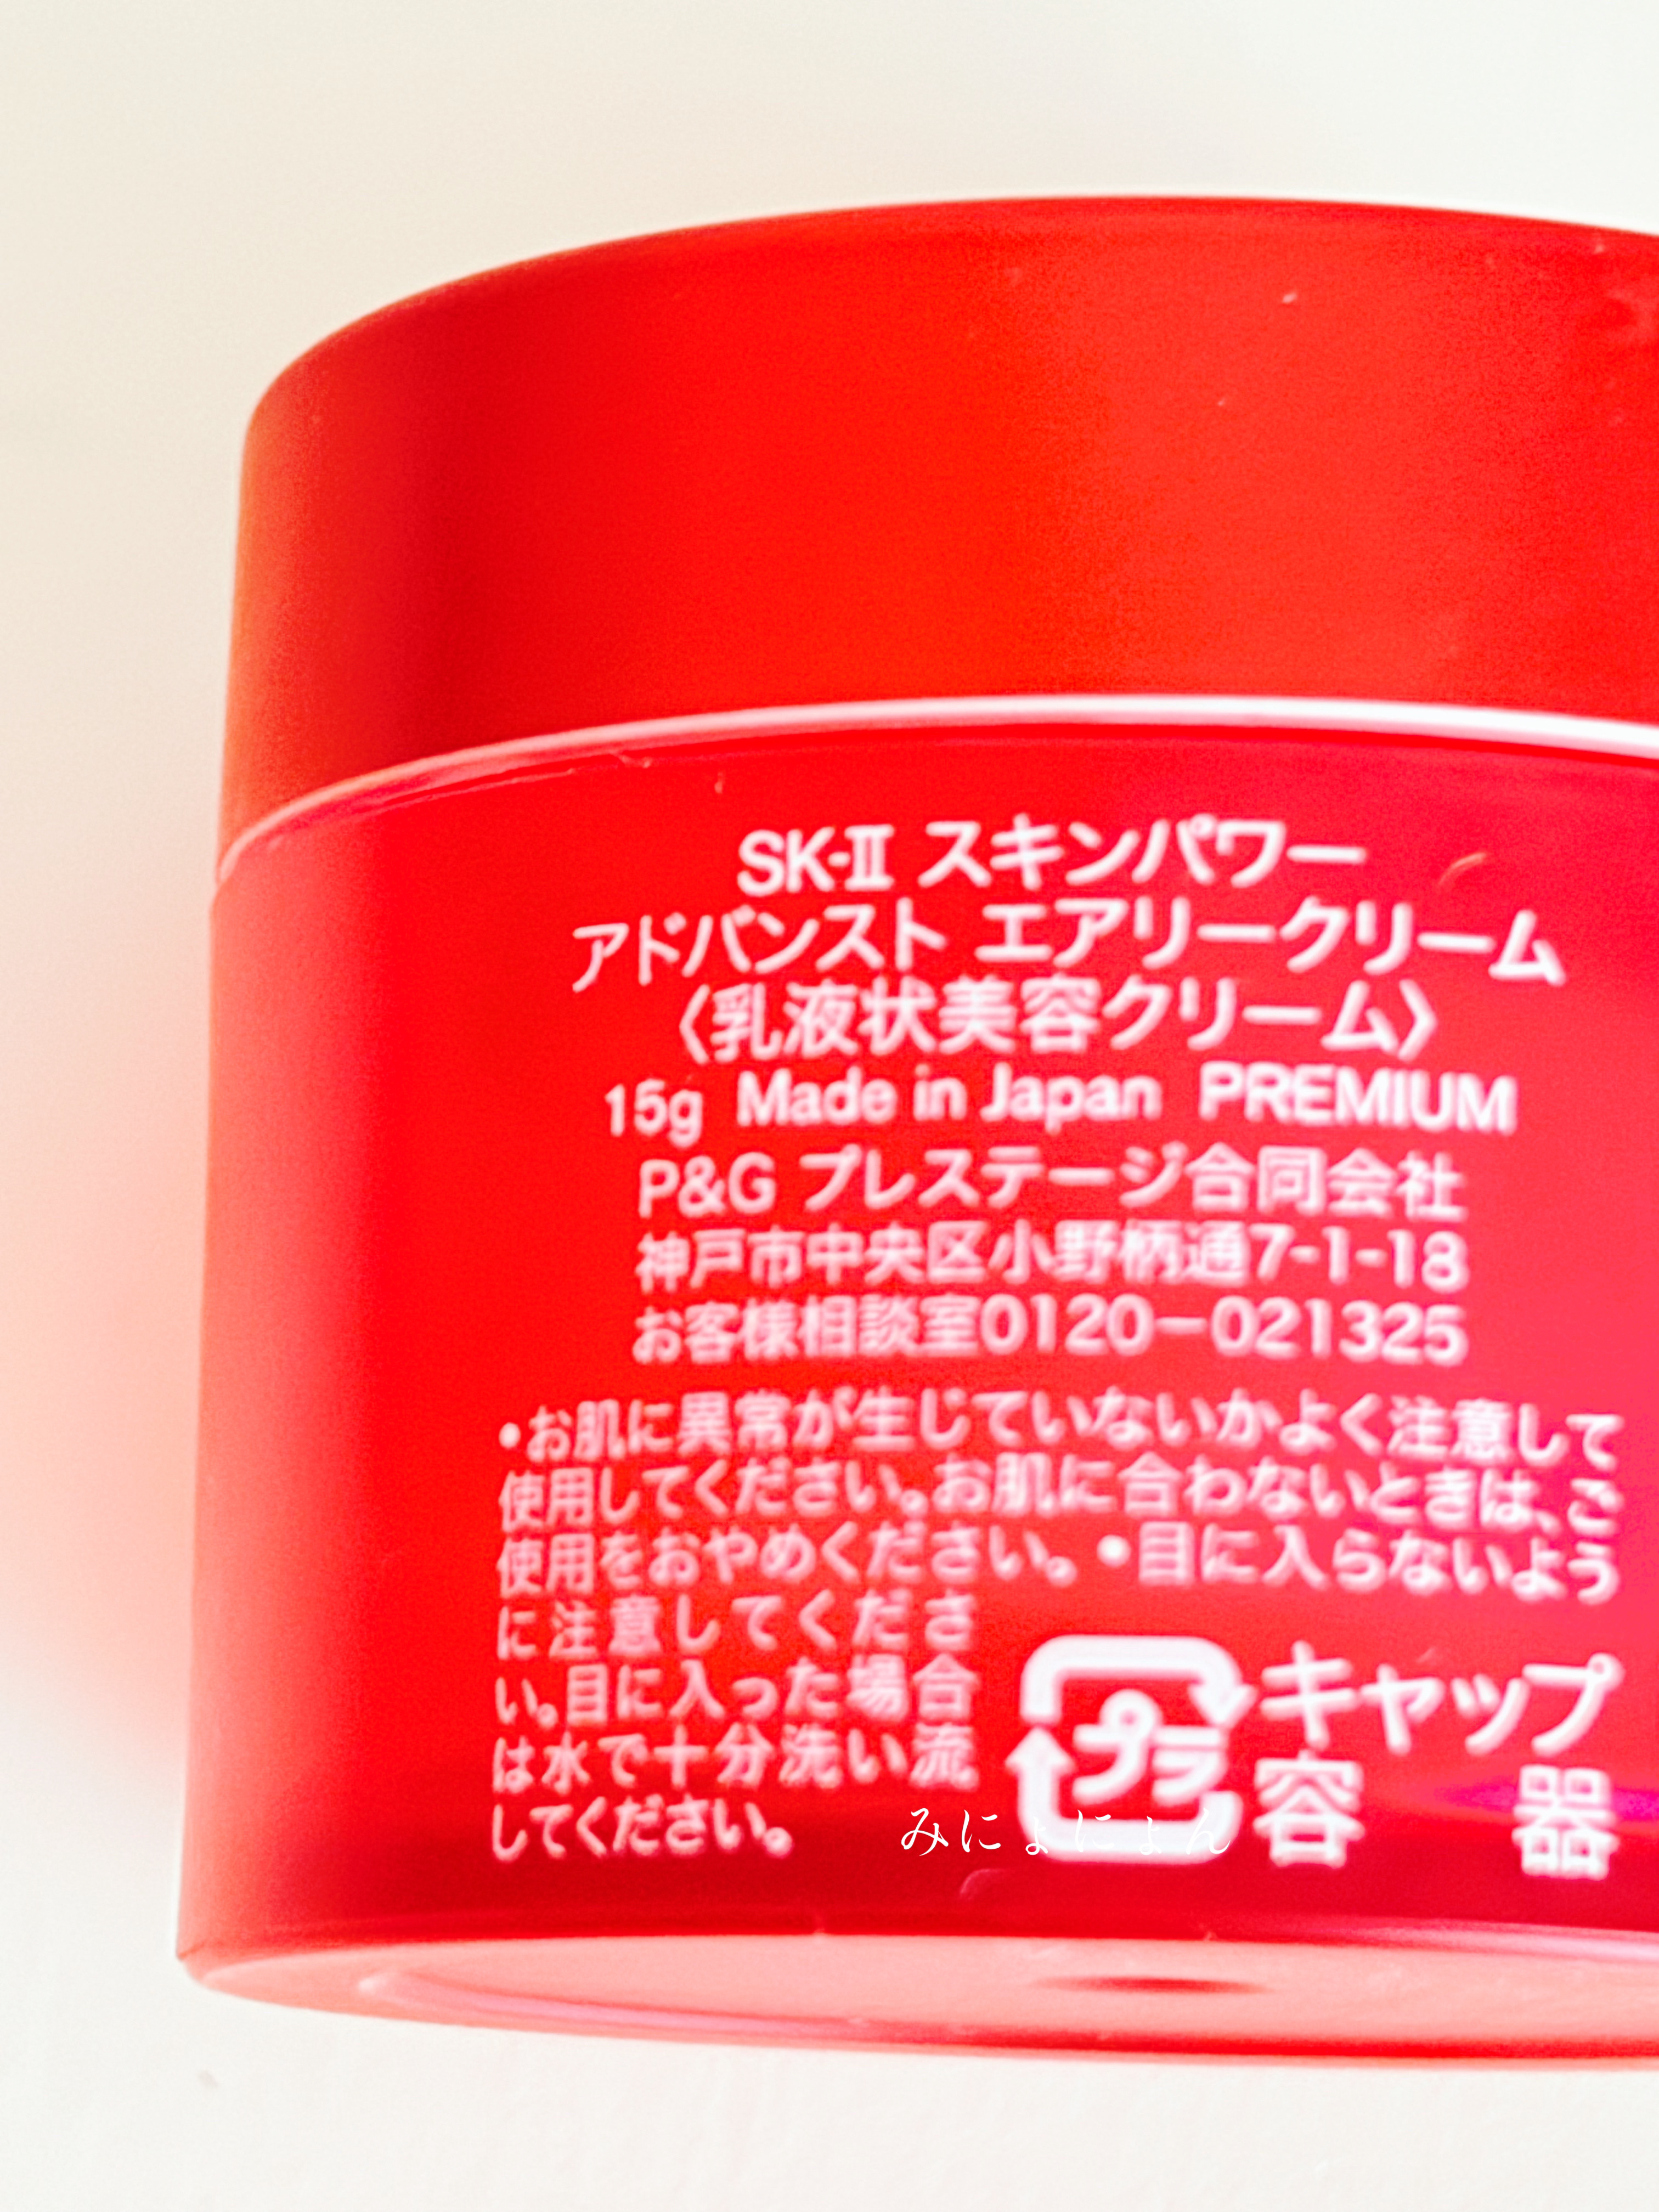 SK-Ⅱ スキンパワー
アドバンスト エアリークリーム
〈乳液状美容クリーム〉
15g Made in Japan PREMIUM
P&G プレステージ合同会社
神戸市中央区小野柄通7-1-18
お客様相談室0120－021325
•お肌に異常が生じていないかよく注意して
使用してください。お肌に合わないときは、ご
使用をおやめください。•目に入らないよう
に注意してくださ
い。目に入った場合
は水で十分洗い流
してください。
プラ
キャップ
容器
みにょにょん